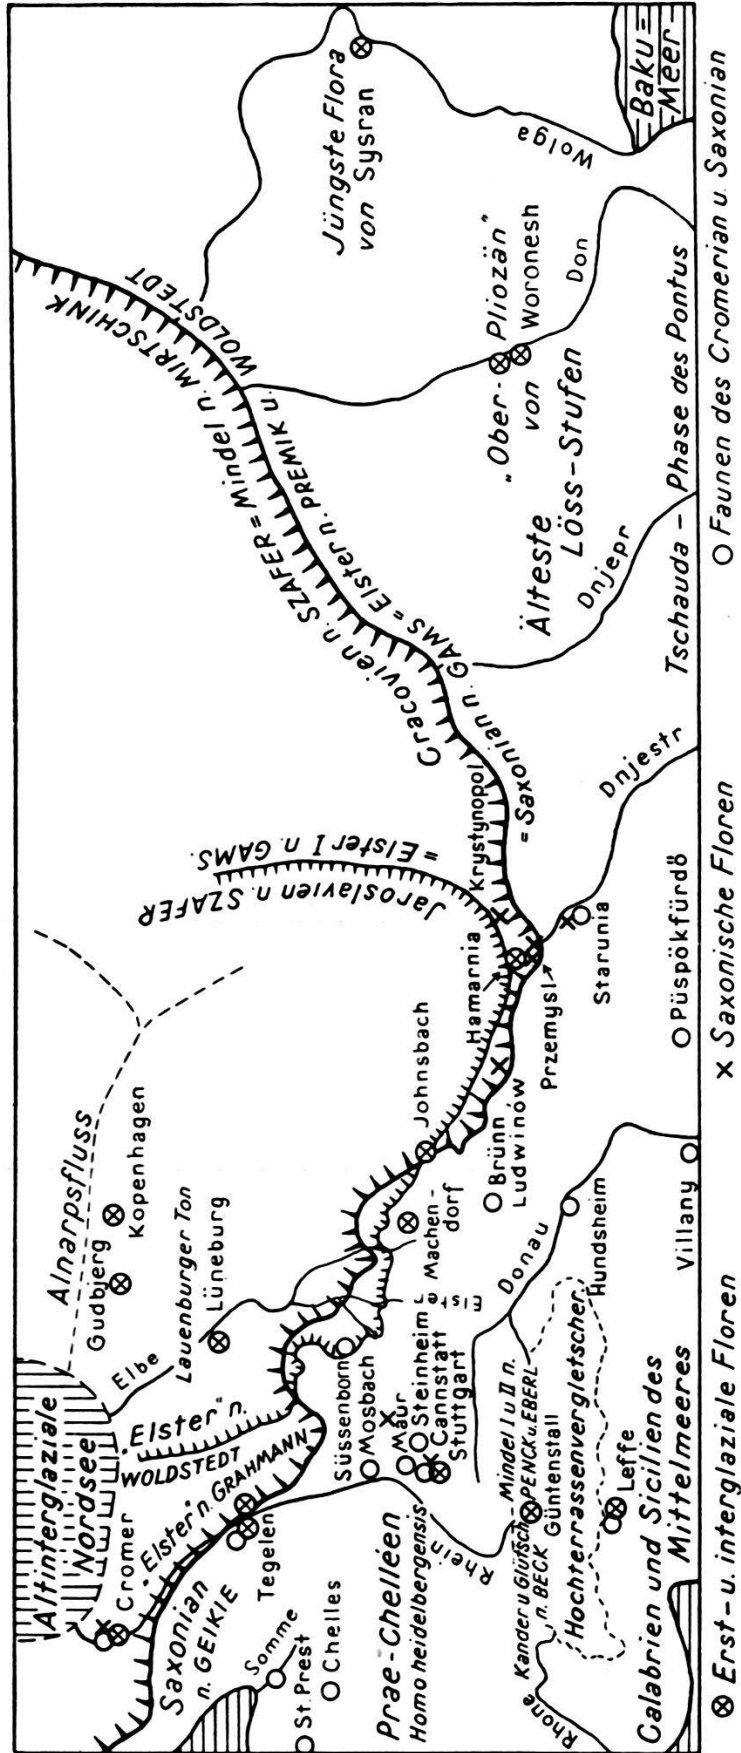 Altinterglaziale
Nordsee
Alnarpsfluss
Gudbjerg
Kopenhagen
Lauenburger Ton
Lüneburg
Elbe
Cromer
"Elster" n.
WOLDSTEDT
"Elster" n. GRAHMANN
Saxonian
n. GEIKIE
Tegelen
Somme
St. Prest
Chelles
Prae-Chelléen
Homo heidelbergensis
Rhein
Süssenborn
Mosbach
Maur
Steinheim
Cannstatt
Stuttgart
Elster
Machen-
dorf
Johnsbach
Brünn
Ludwinów
Hamarnia
Przemysl
Krystynopol
Starunia
Jaroslavien n. SZAFER
= Elster I n. GAMS.
Cracovien n. SZAFER = Mindel n. MIRTSCHINK
= Saxonian n. GAMS = Elster n. PREMIK u. WOLDSTEDT
Jüngste Flora
von Sysran
Wolga
Baku-
Meer
"Ober-Pliozän"
von Woronesh
Don
Älteste
Löss-Stufen
Dnjepr
Dnjestr
Tschauda - Phase des Pontus
Püspökfürdö
Donau
Hundsheim
Villany
Kander u Glütsch
n. BECK
Mindel I u II n.
PENCK u. EBERL
Güntenstall
Hochterrassenvergletscher.
Leffe
Rhone
Calabrien und Sicilien des
Mittelmeeres
⊗ Erst- u. interglaziale Floren
x Saxonische Floren
O Faunen des Cromerian u. Saxonian